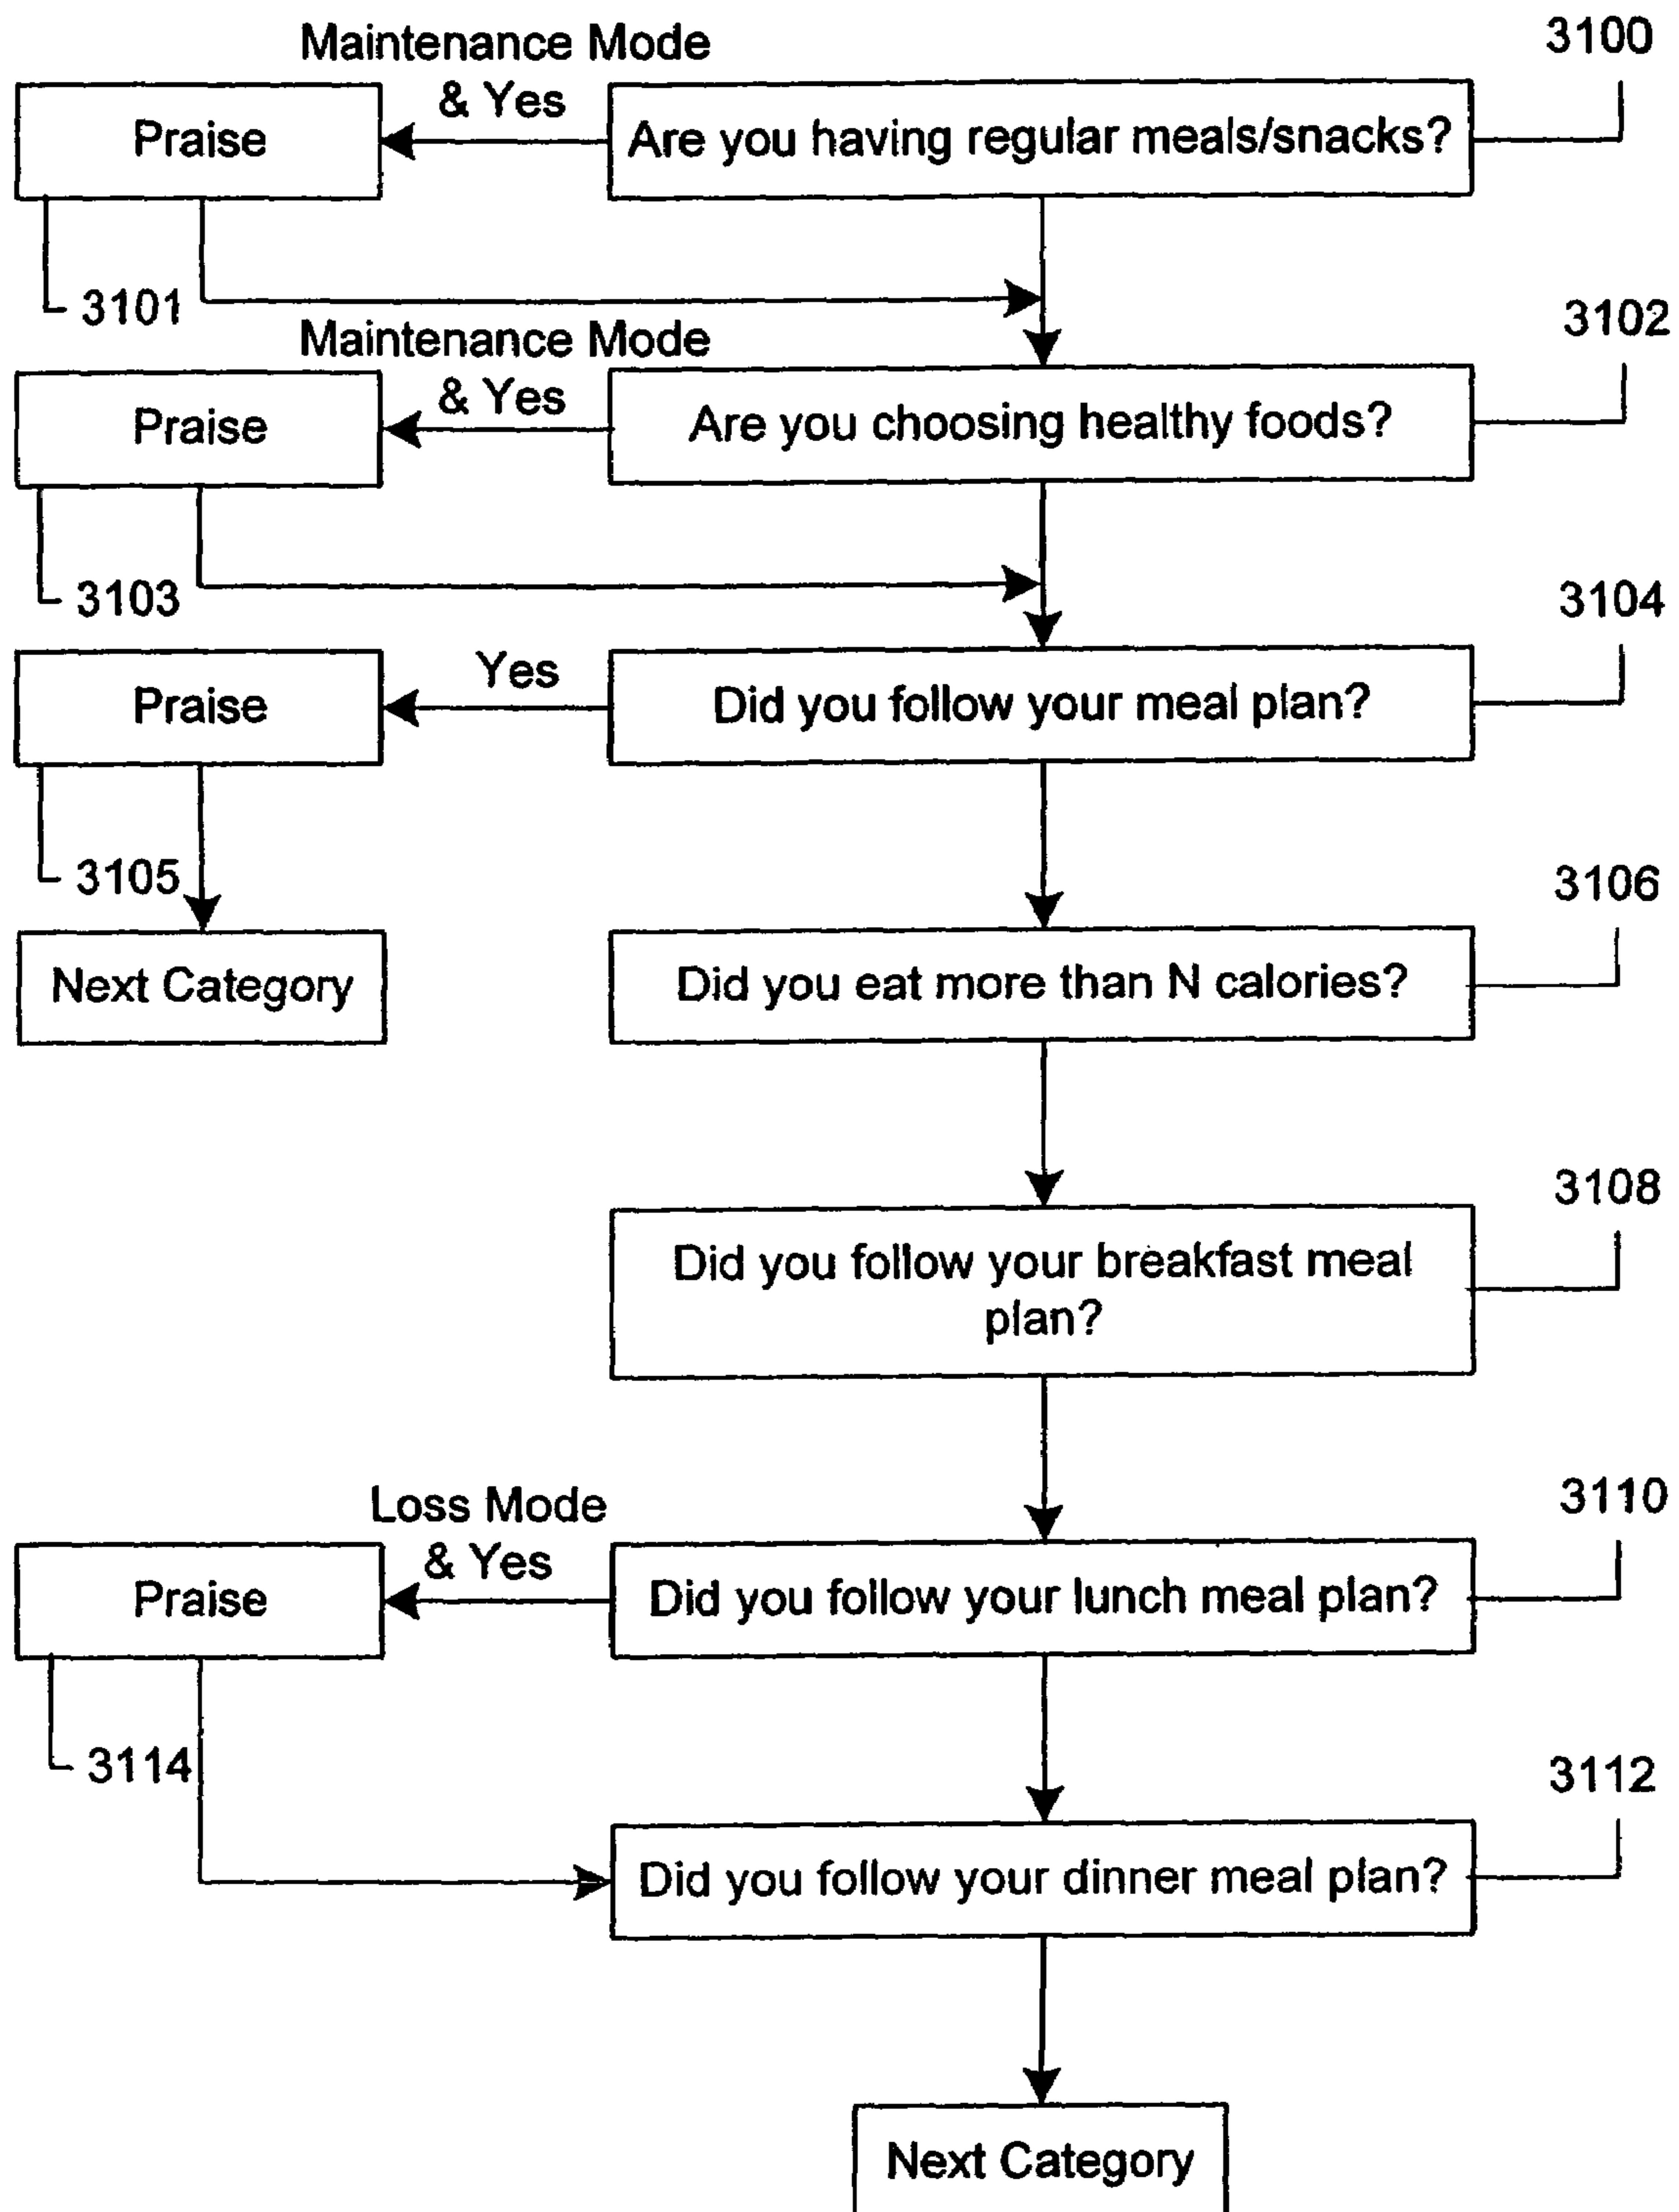 Maintenance Mode
& Yes
3100
Praise
Are you having regular meals/snacks?
3101
Maintenance Mode
& Yes
3102
Praise
Are you choosing healthy foods?
3103
3104
Yes
Praise
Did you follow your meal plan?
3105
3106
Next Category
Did you eat more than N calories?
3108
Did you follow your breakfast meal
plan?
3110
Loss Mode
& Yes
Praise
Did you follow your lunch meal plan?
3114
3112
Did you follow your dinner meal plan?
Next Category